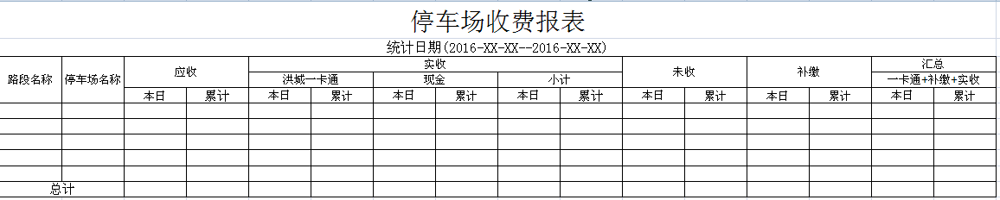 停车场收费报表
统计日期(2016-XX-XX--2016-XX-XX)
路段名称 停车场名称 应收 实收 未收 补缴 汇总
洪城一卡通 现金 小计 一卡通+补缴+实收
本日 累计 本日 累计 本日 累计 本日 累计 本日 累计 本日 累计 本日 累计
总计